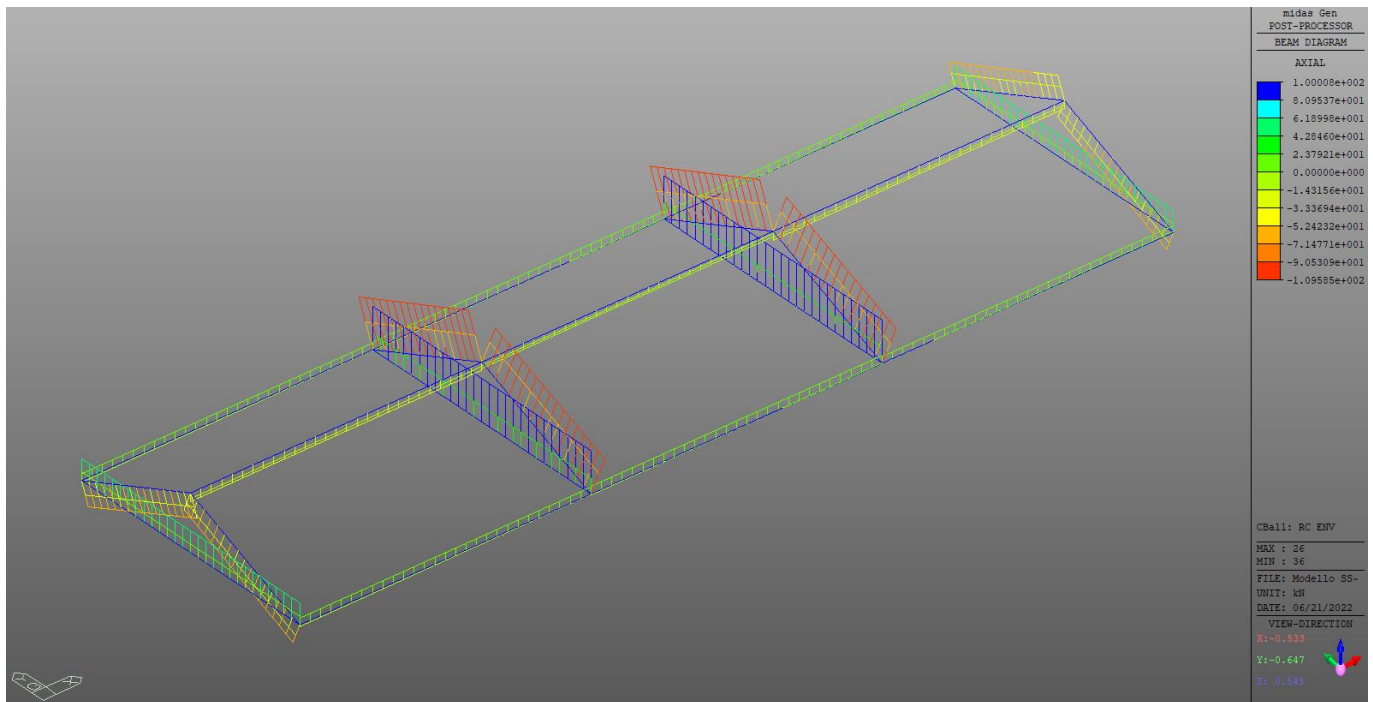 midas Gen
POST-PROCESSOR
BEAM DIAGRAM
AXIAL
1.00008e+002
8.09537e+001
6.18998e+001
4.28460e+001
2.37921e+001
0.00000e+000
-1.43156e+001
-3.33694e+001
-5.24232e+001
-7.14771e+001
-9.05309e+001
-1.09585e+002
CBall: RC ENV
MAX : 26
MIN : 36
FILE: Modello SS-
UNIT: kN
DATE: 06/21/2022
VIEW-DIRECTION
X:-0.533
Y:-0.647
Z: 0.545